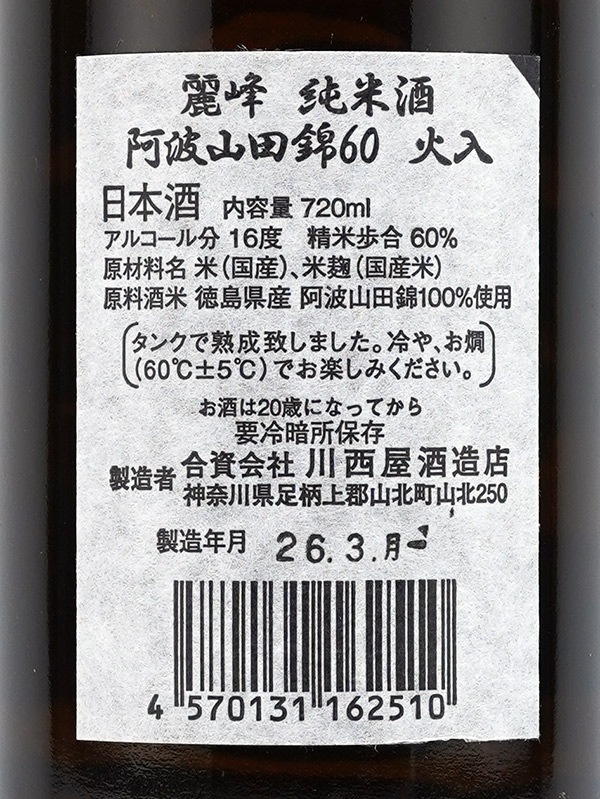 麗峰 純米酒
阿波山田錦60 火入
日本酒 内容量 720ml
アルコール分 16度 精米歩合 60%
原材料名 米(国産)、米麹(国産米)
原料酒米 徳島県産 阿波山田錦100%使用
タンクで熟成致しました。冷や、お燗
(60℃±5℃)でお楽しみください。
お酒は20歳になってから
要冷暗所保存
製造者 合資会社 川西屋酒造店
神奈川県足柄上郡山北町山北250
製造年月 26.3.月
4 570131 162510